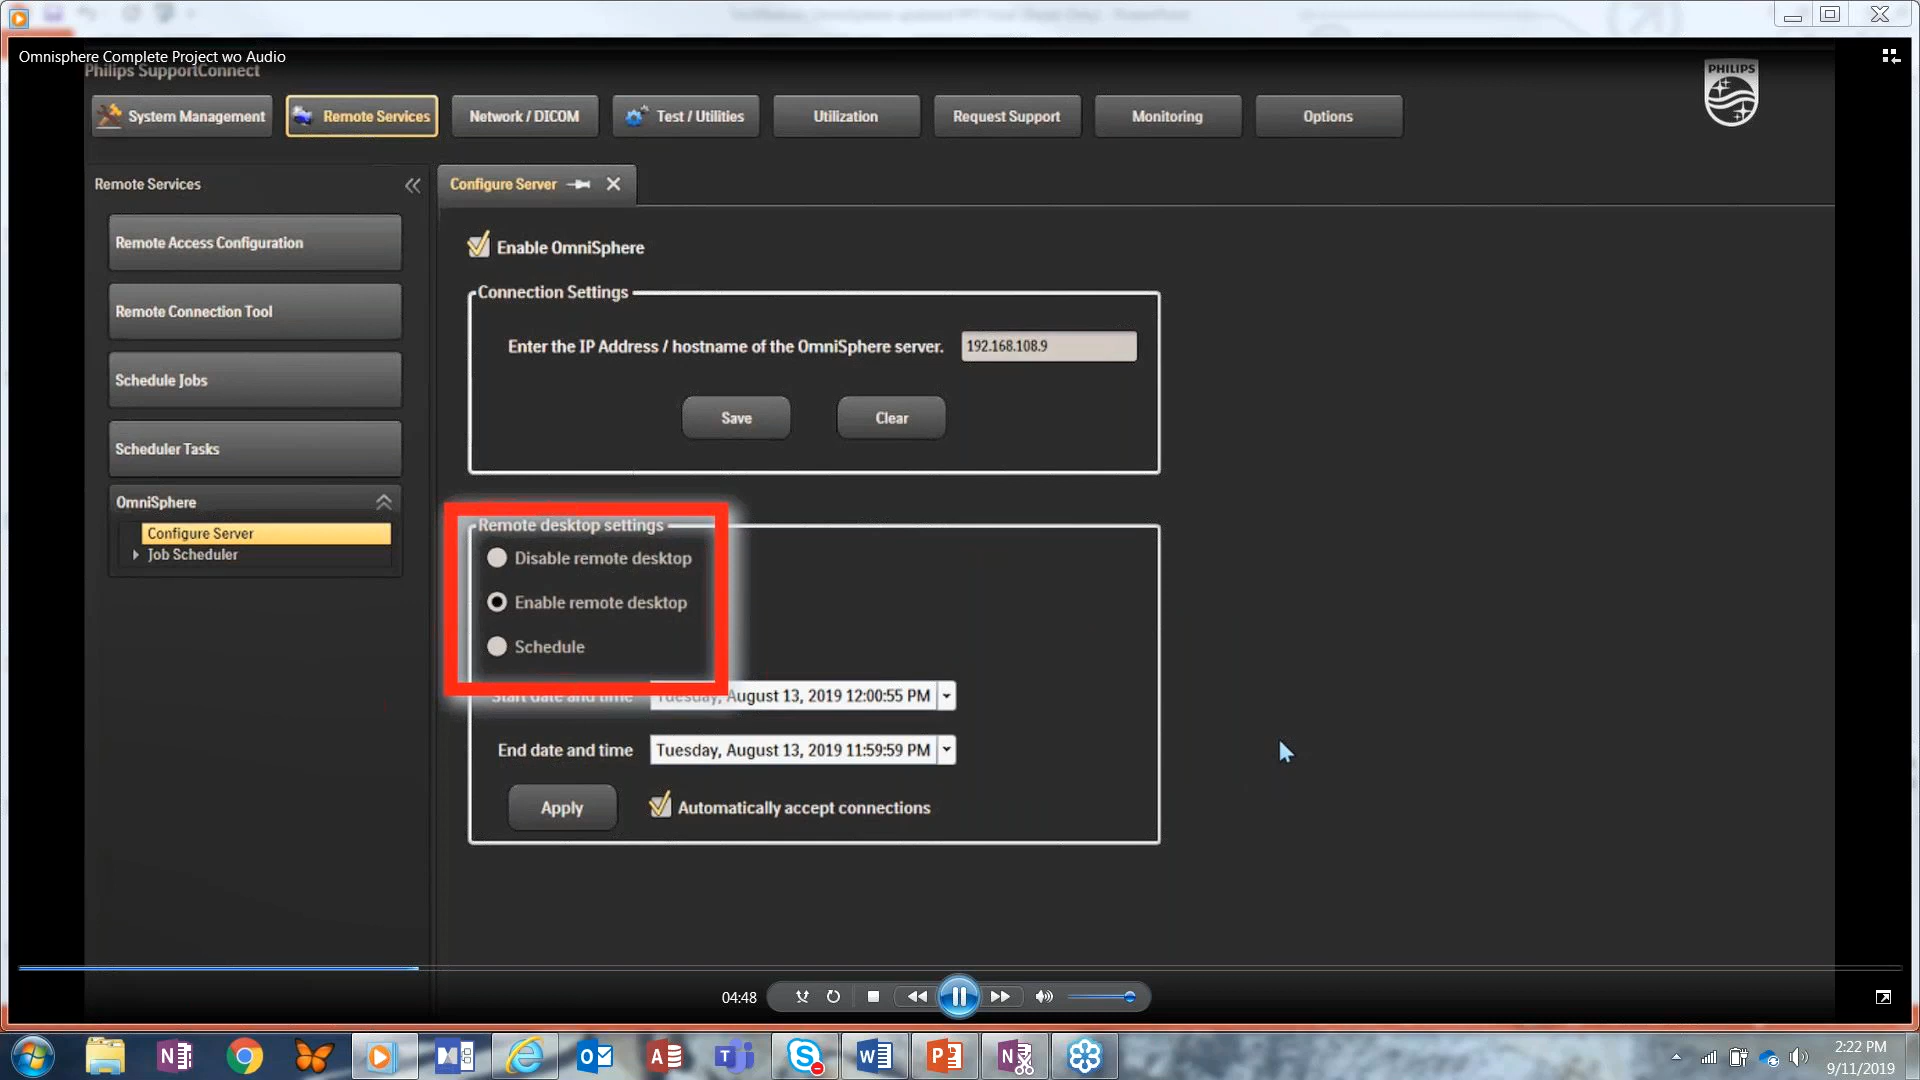 Omnisphere Complete Project wo Audio
Philips SupportConnect
PHILIPS
System Management
Remote Services
Network / DICOM
Test / Utilities
Utilization
Request Support
Monitoring
Options
Remote Services
Configure Server
Remote Access Configuration
Enable OmniSphere
Connection Settings
Remote Connection Tool
Enter the IP Address / hostname of the OmniSphere server.
192.168.108.9
Schedule Jobs
Save
Clear
Scheduler Tasks
OmniSphere
Configure Server
Job Scheduler
Remote desktop settings
Disable remote desktop
Enable remote desktop
Schedule
Start date and time
Tuesday, August 13, 2019 12:00:55 PM
End date and time
Tuesday, August 13, 2019 11:59:59 PM
Apply
Automatically accept connections
04:48
2:22 PM
9/11/2019